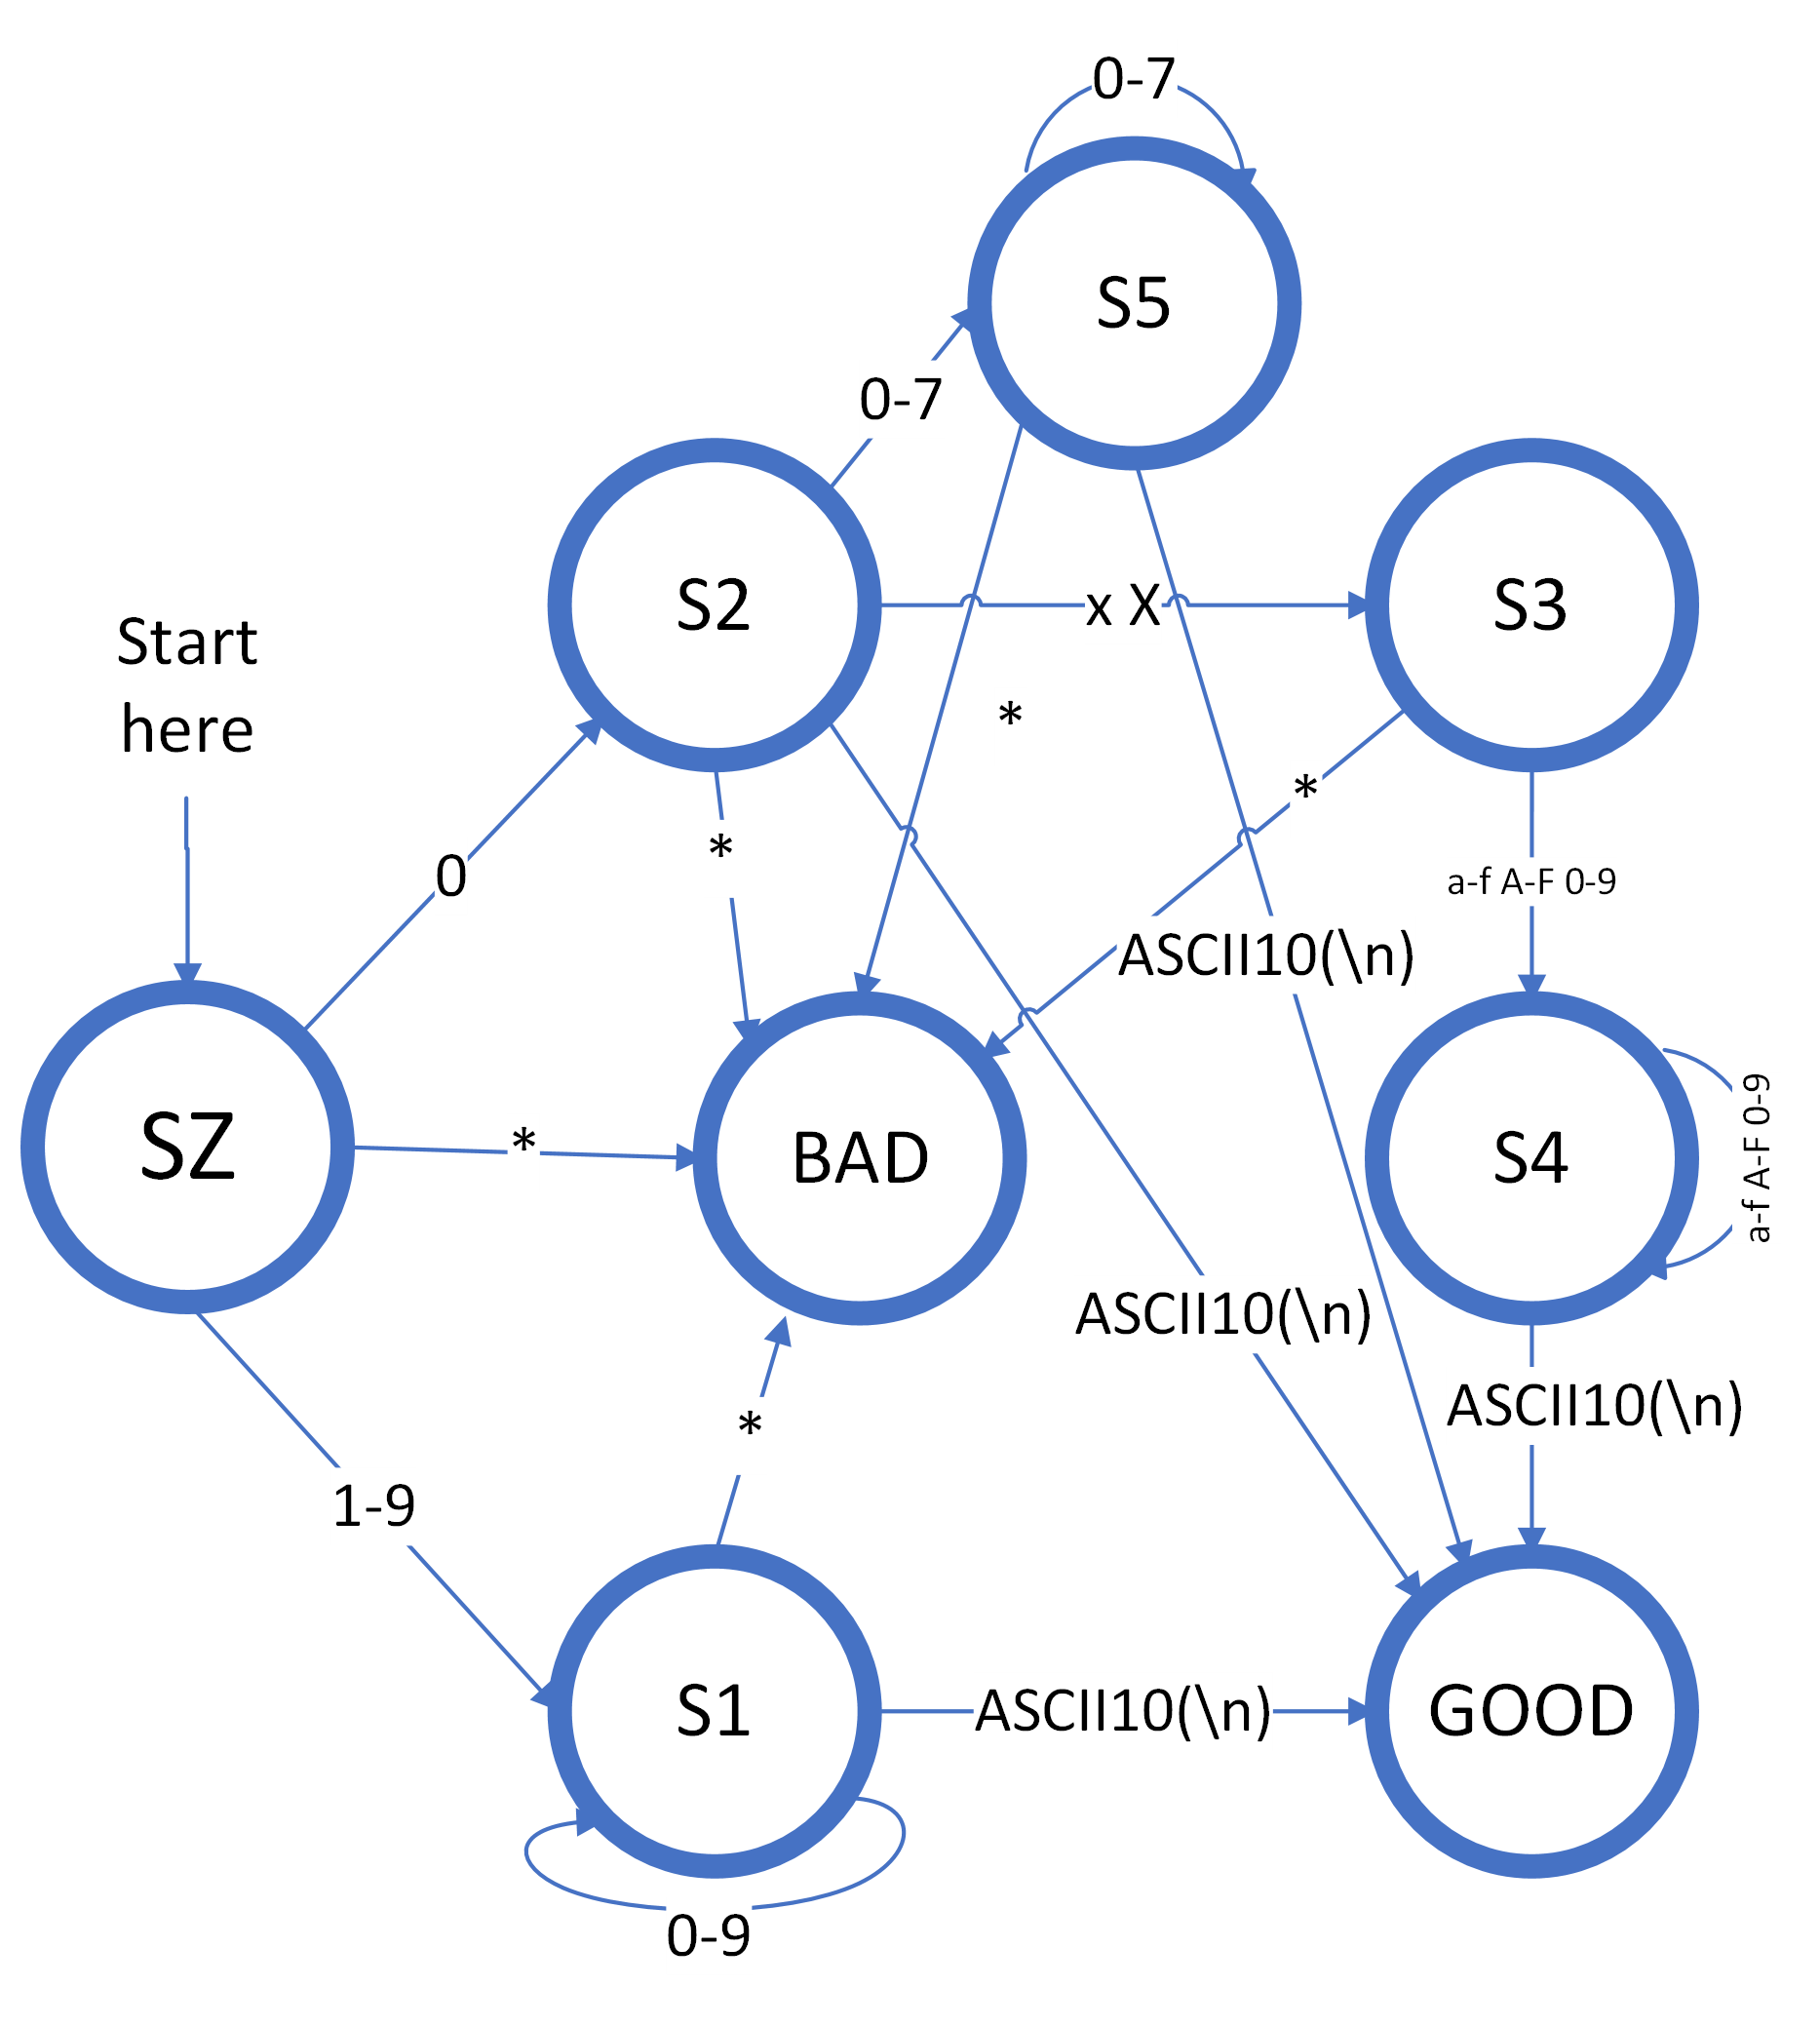 0-7
S5
0-7
S2
x X
S3
Start
here
*
*
*
0
a-f A-F 0-9
ASCII10(\n)
SZ
*
BAD
S4
a-f A-F 0-9
ASCII10(\n)
ASCII10(\n)
*
1-9
S1
ASCII10(\n)
GOOD
0-9